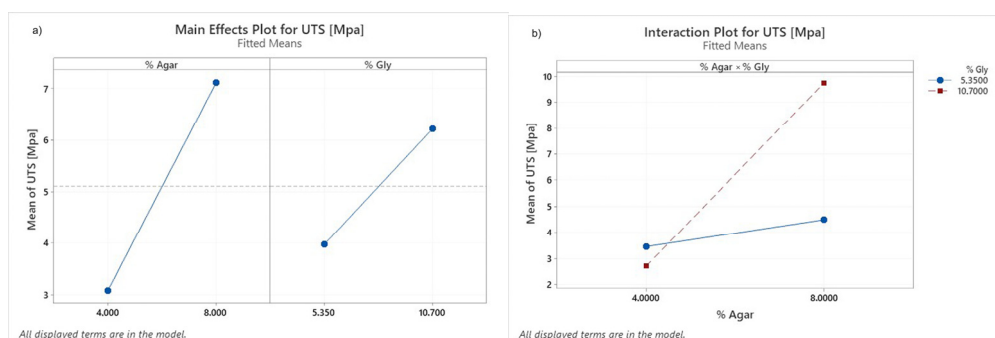 a)
Main Effects Plot for UTS [Mpa]
Fitted Means
% Agar
% Gly
7
6
5
4
3
Mean of UTS [Mpa]
4.000
8.000
5.350
10.700
All displayed terms are in the model.
b)
Interaction Plot for UTS [Mpa]
Fitted Means
% Agar * % Gly
10
9
8
7
6
5
4
3
2
Mean of UTS [Mpa]
4.0000
8.0000
% Agar
% Gly
5.3500
10.7000
All displayed terms are in the model.